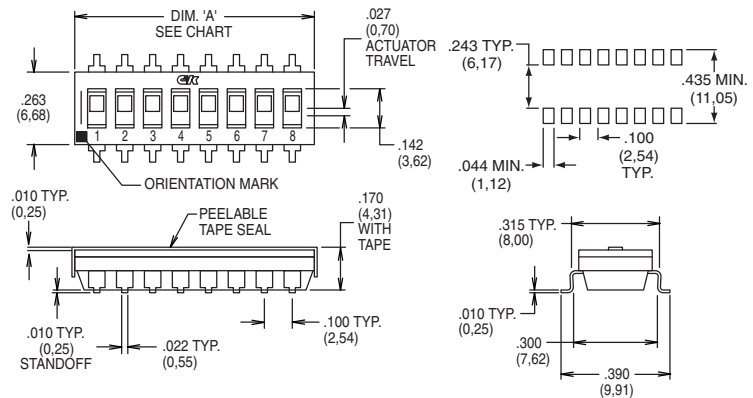 DIM. 'A'
SEE CHART
.027
(0,70)
ACTUATOR
TRAVEL
.263
(6,68)
CK
1 2 3 4 5 6 7 8
.142
(3,62)
ORIENTATION MARK
.243 TYP.
(6,17)
.435 MIN.
(11,05)
.100
(2,54)
TYP.
.044 MIN.
(1,12)
.010 TYP.
(0,25)
PEELABLE
TAPE SEAL
.170
(4,31)
WITH
TAPE
.010 TYP.
(0,25)
STANDOFF
.022 TYP.
(0,55)
.100 TYP.
(2,54)
.315 TYP.
(8,00)
.010 TYP.
(0,25)
.300
(7,62)
.390
(9,91)